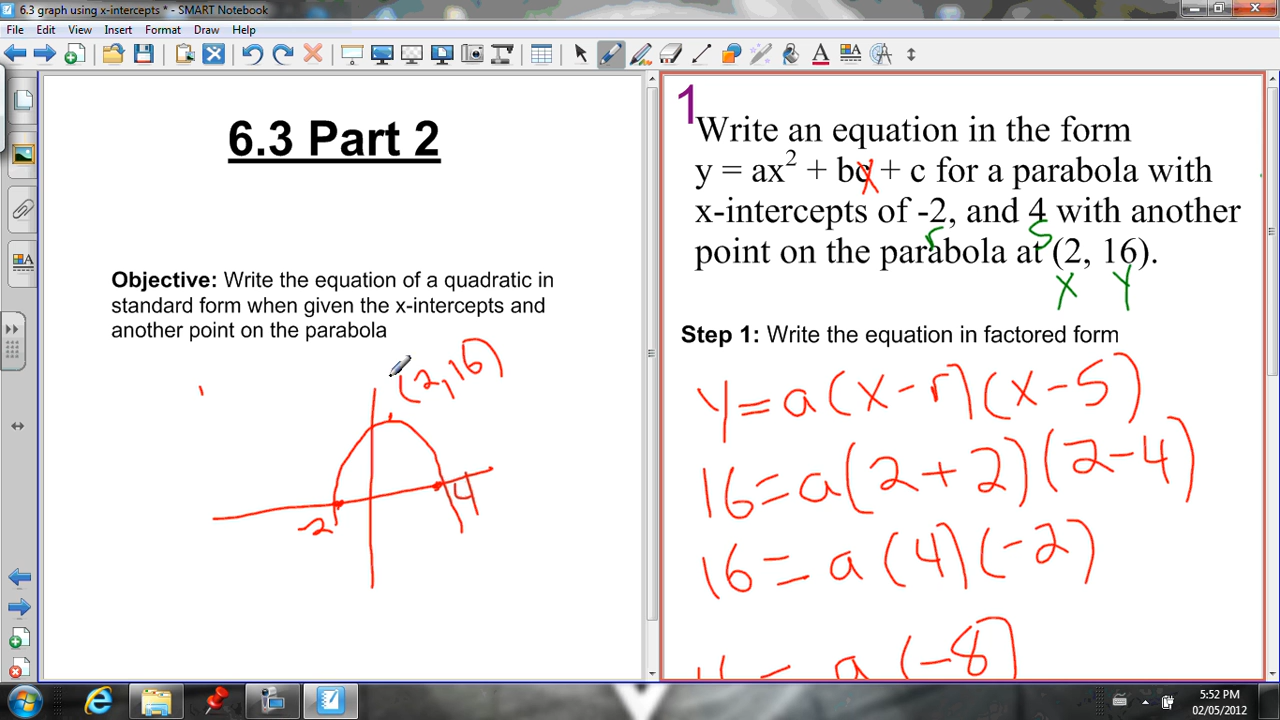 6.3 graph using x-intercepts * - SMART Notebook
File Edit View Insert Format Draw Help
6.3 Part 2
Objective: Write the equation of a quadratic in
standard form when given the x-intercepts and
another point on the parabola
(2,16)
-2
4
1
Write an equation in the form
y = ax² + bx + c for a parabola with
x-intercepts of -2, and 4 with another
r s
point on the parabola at (2, 16).
x y
Step 1: Write the equation in factored form
y=a(x-r)(x-s)
16=a(2+2)(2-4)
16=a(4)(-2)
16=a(-8)
5:52 PM
02/05/2012